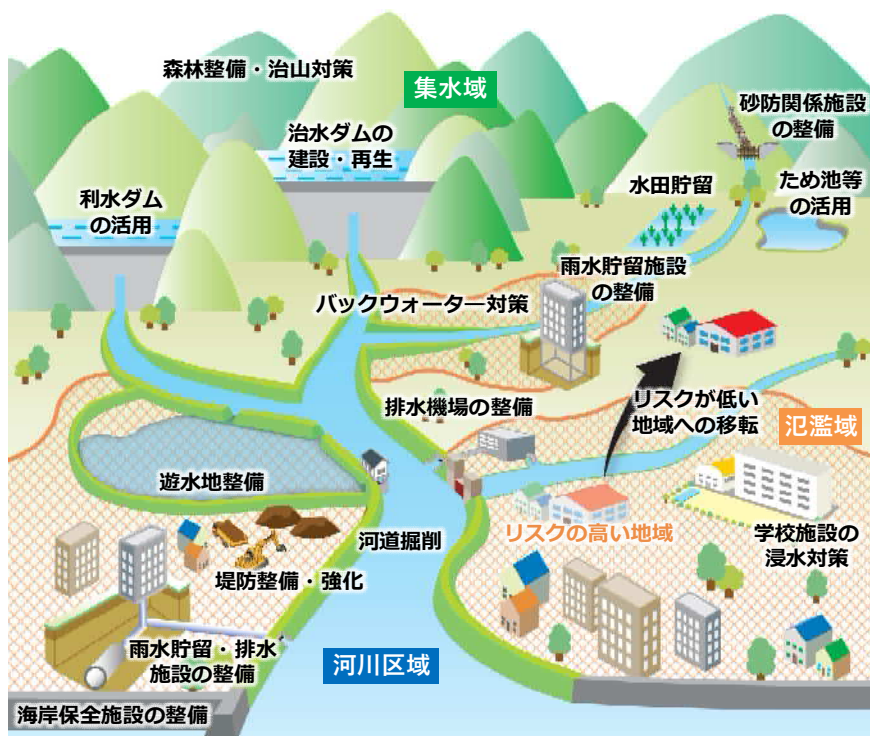 森林整備・治山対策
集水域
砂防関係施設
の整備
治水ダムの
建設・再生
水田貯留
ため池等
の活用
利水ダム
の活用
雨水貯留施設
の整備
バックウォーター対策
リスクが低い
地域への移転
排水機場の整備
氾濫域
遊水地整備
リスクの高い地域
学校施設の
浸水対策
河道掘削
堤防整備・強化
雨水貯留・排水
施設の整備
河川区域
海岸保全施設の整備